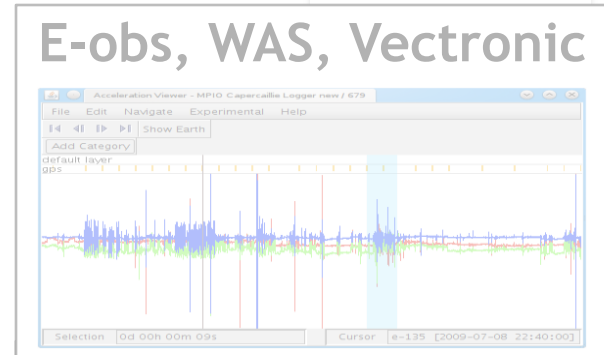 E-obs, WAS, Vectronic
Acceleration Viewer - MPIO Capercaillie Logger new / 679
File Edit Navigate Experimental Help
Show Earth
Add Category
default layer
gps
Selection 0d 00h 00m 09s Cursor e-135 [2009-07-08 22:40:00]